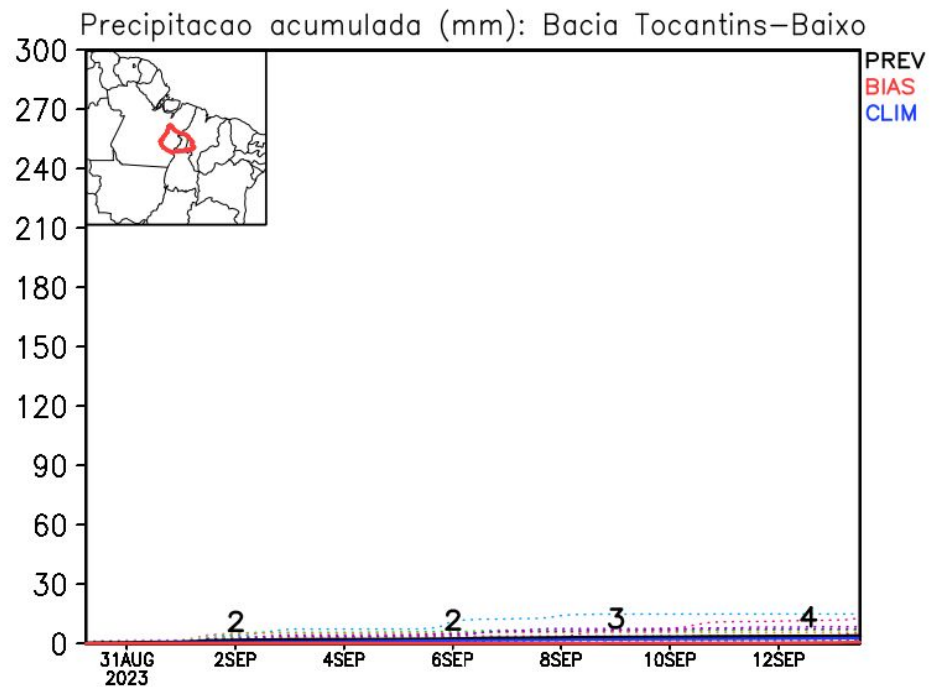 Precipitacao acumulada (mm): Bacia Tocantins-Baixo
PREV
BIAS
CLIM
300
270
240
210
180
150
120
90
60
30
0
2
2
3
4
31AUG
2023
2SEP
4SEP
6SEP
8SEP
10SEP
12SEP